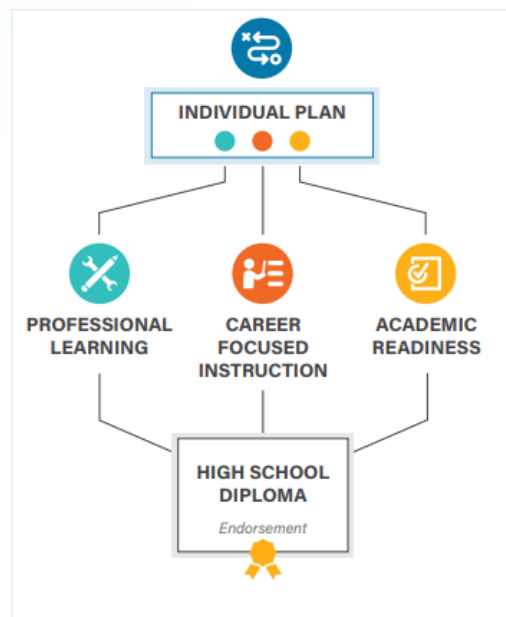 INDIVIDUAL PLAN
PROFESSIONAL
LEARNING
CAREER
FOCUSED
INSTRUCTION
ACADEMIC
READINESS
HIGH SCHOOL
DIPLOMA
Endorsement